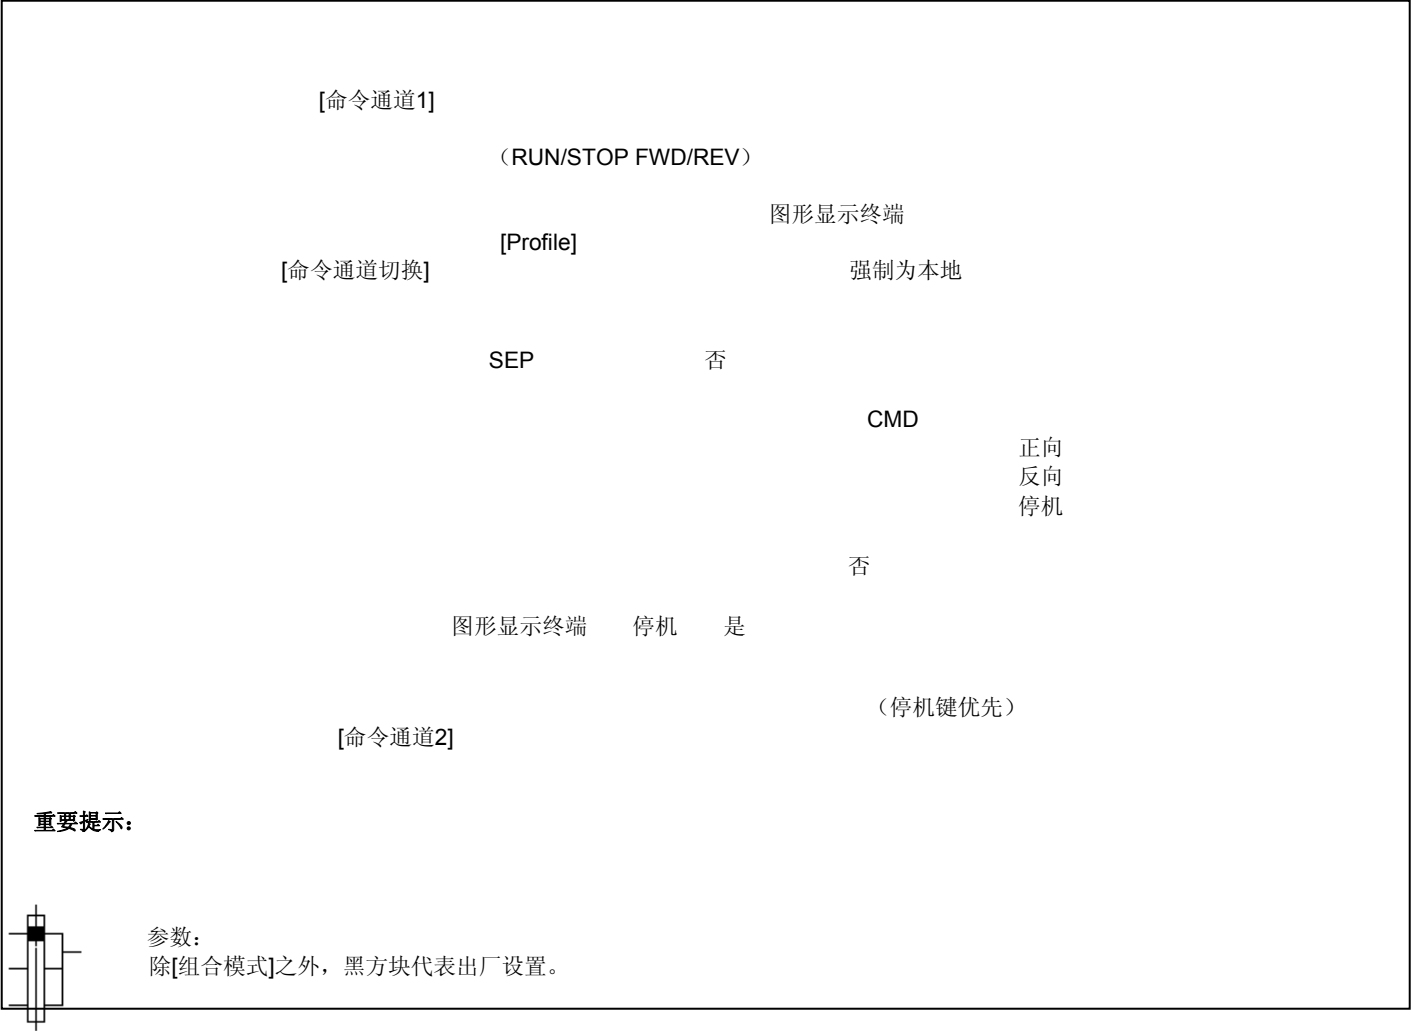 [命令通道1]
（RUN/STOP FWD/REV）
图形显示终端
[Profile]
[命令通道切换]
强制为本地
SEP
否
CMD
正向
反向
停机
否
图形显示终端 停机 是
（停机键优先）
[命令通道2]
重要提示：
参数：
除[组合模式]之外，黑方块代表出厂设置。